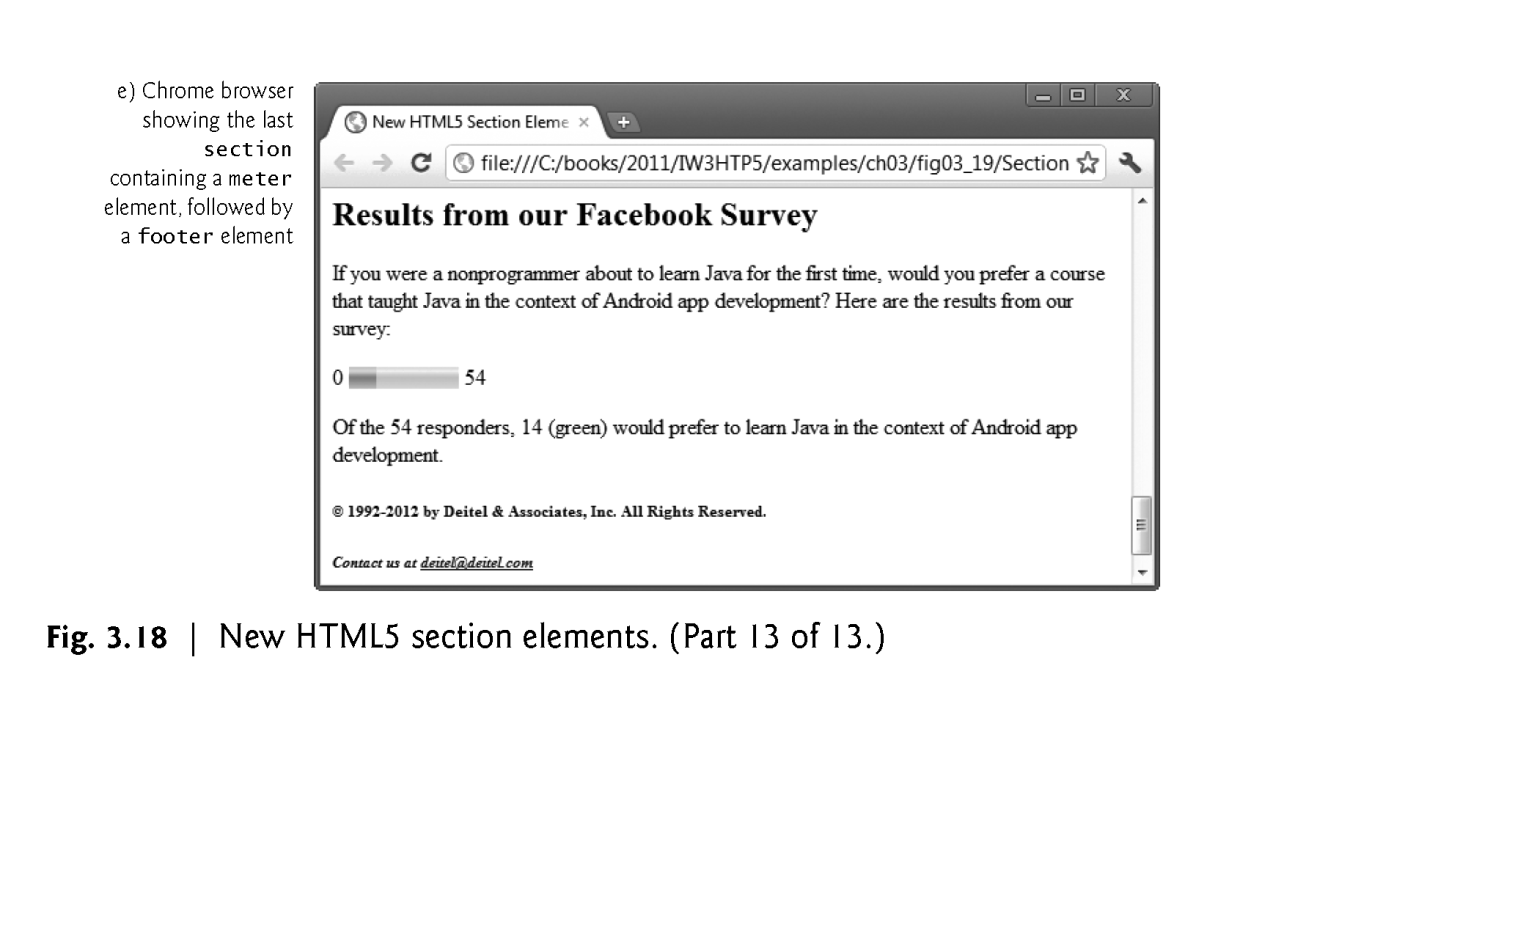 e) Chrome browser
showing the last
section
containing a meter
element, followed by
a footer element
New HTML5 Section Eleme
file:///C:/books/2011/IW3HTP5/examples/ch03/fig03_19/Section
Results from our Facebook Survey
If you were a nonprogrammer about to learn Java for the first time, would you prefer a course
that taught Java in the context of Android app development? Here are the results from our
survey:
0 54
Of the 54 responders, 14 (green) would prefer to learn Java in the context of Android app
development.
© 1992-2012 by Deitel & Associates, Inc. All Rights Reserved.
Contact us at deitel@deitel.com
Fig. 3.18 | New HTML5 section elements. (Part 13 of 13.)